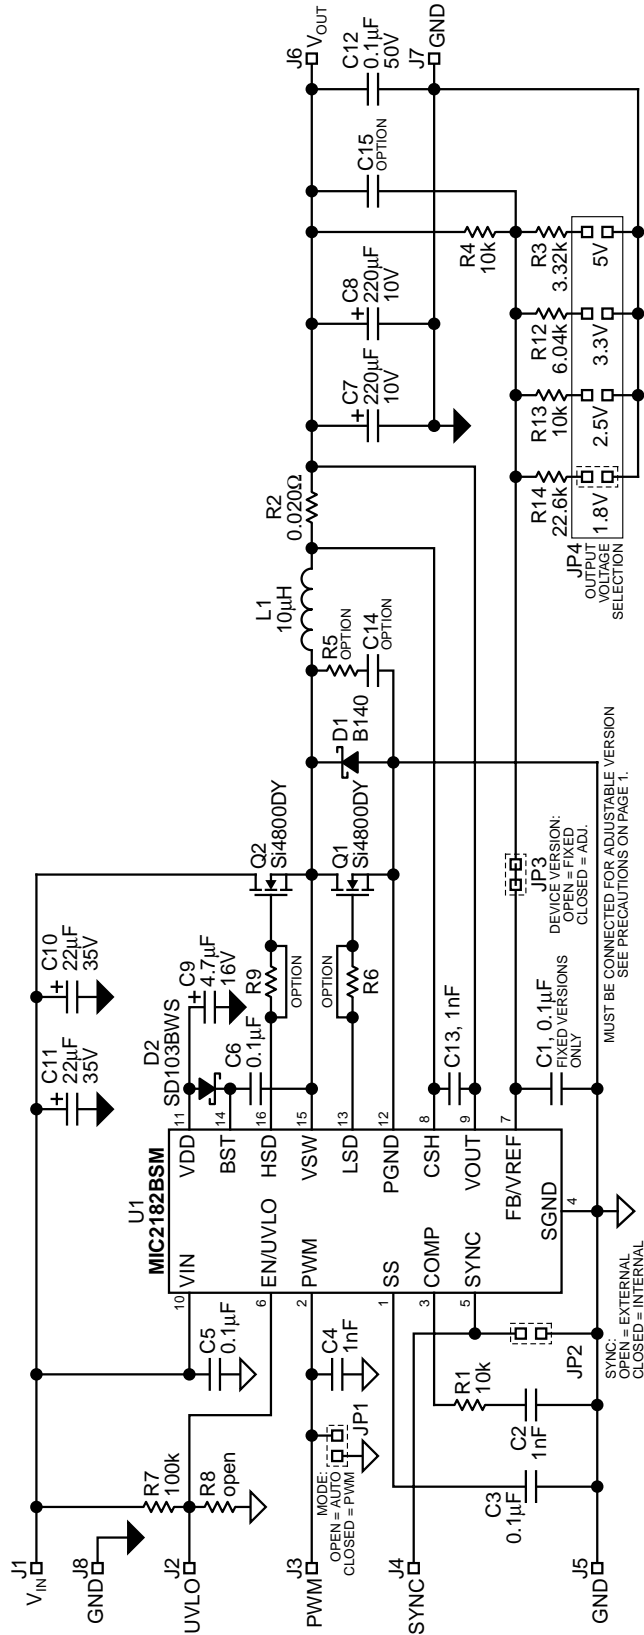 J1
VIN
J8
GND
J2
UVLO
J3
PWM
J4
SYNC
J5
GND
R7
100k
R8
open
MODE:
OPEN = AUTO
CLOSED = PWM
JP1
C5
0.1µF
C4
1nF
C3
0.1µF
R1
10k
C2
1nF
JP2
SYNC:
OPEN = EXTERNAL
CLOSED = INTERNAL
U1
MIC2182BSM
10
VIN
6
EN/UVLO
2
PWM
1
SS
3
COMP
5
SYNC
VDD
11
BST
14
HSD
16
VSW
15
LSD
13
PGND
12
CSH
8
VOUT
9
FB/VREF
7
SGND
4
C11
+
22µF
35V
C10
+
22µF
35V
D2
SD103BWS
C9
+
4.7µF
16V
C6
0.1µF
R9
OPTION
OPTION
R6
Q2
Si4800DY
Q1
Si4800DY
D1
B140
C13, 1nF
C1, 0.1µF
FIXED VERSIONS
ONLY
JP3
DEVICE VERSION:
OPEN = FIXED
CLOSED = ADJ.
MUST BE CONNECTED FOR ADJUSTABLE VERSION
SEE PRECAUTIONS ON PAGE 1.
R5
OPTION
C14
OPTION
L1
10µH
R2
0.020Ω
C7
+
220µF
10V
C8
+
220µF
10V
R4
10k
C15
OPTION
C12
0.1µF
50V
J6
VOUT
J7
GND
R14
22.6k
R13
10k
R12
6.04k
R3
3.32k
1.8V
2.5V
3.3V
5V
JP4
OUTPUT
VOLTAGE
SELECTION